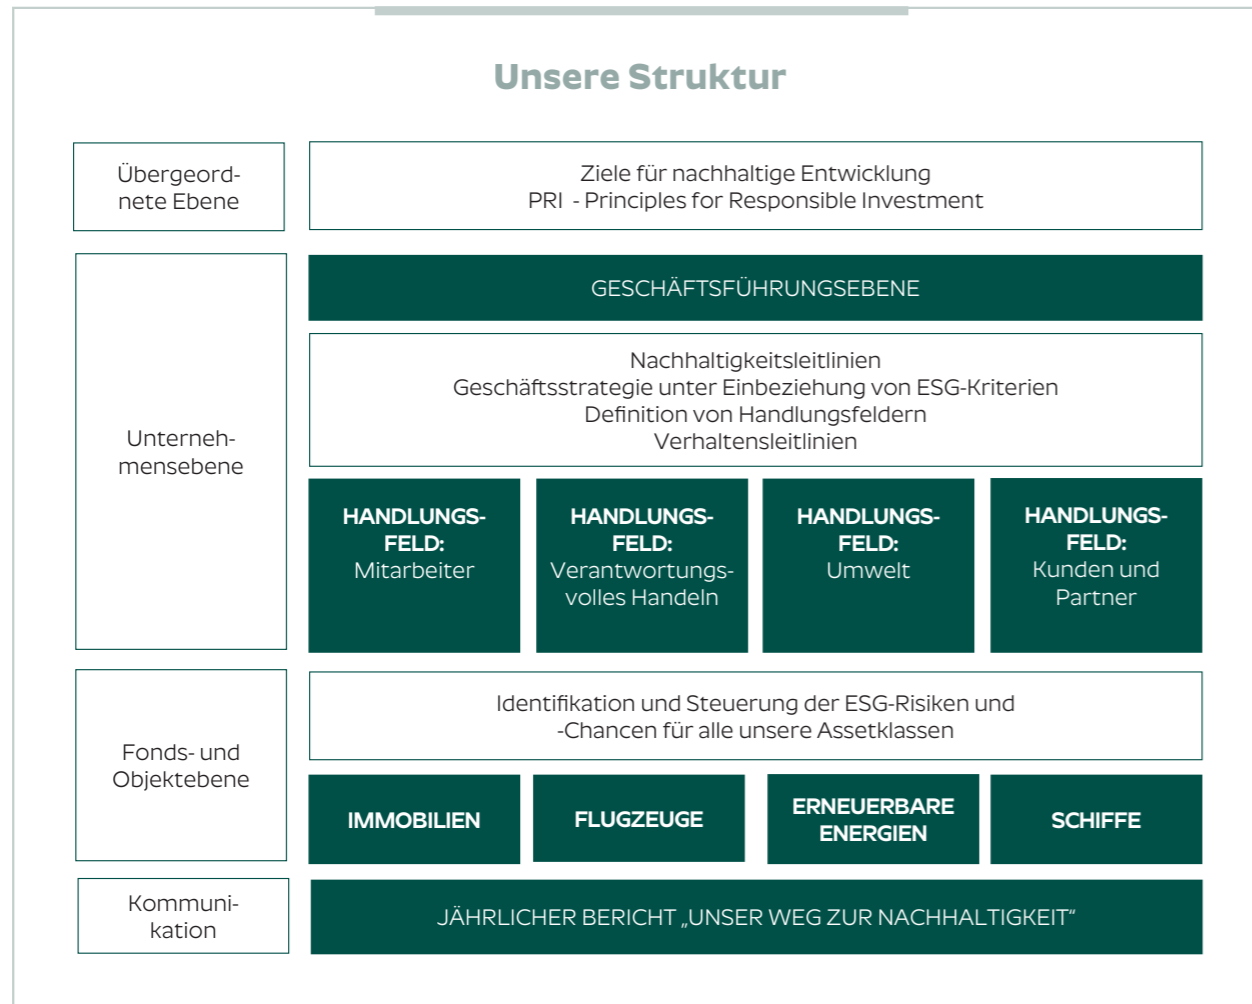 Unsere Struktur
Übergeord-
nete Ebene
Ziele für nachhaltige Entwicklung
PRI - Principles for Responsible Investment
Unterneh-
mensebene
GESCHÄFTSFÜHRUNGSEBENE
Nachhaltigkeitsleitlinien
Geschäftsstrategie unter Einbeziehung von ESG-Kriterien
Definition von Handlungsfeldern
Verhaltensleitlinien
HANDLUNGS-
FELD:
Mitarbeiter
HANDLUNGS-
FELD:
Verantwortungs-
volles Handeln
HANDLUNGS-
FELD:
Umwelt
HANDLUNGS-
FELD:
Kunden und
Partner
Fonds- und
Objektebene
Identifikation und Steuerung der ESG-Risiken und
-Chancen für alle unsere Assetklassen
IMMOBILIEN
FLUGZEUGE
ERNEUERBARE
ENERGIEN
SCHIFFE
Kommuni-
kation
JÄHRLICHER BERICHT „UNSER WEG ZUR NACHHALTIGKEIT“